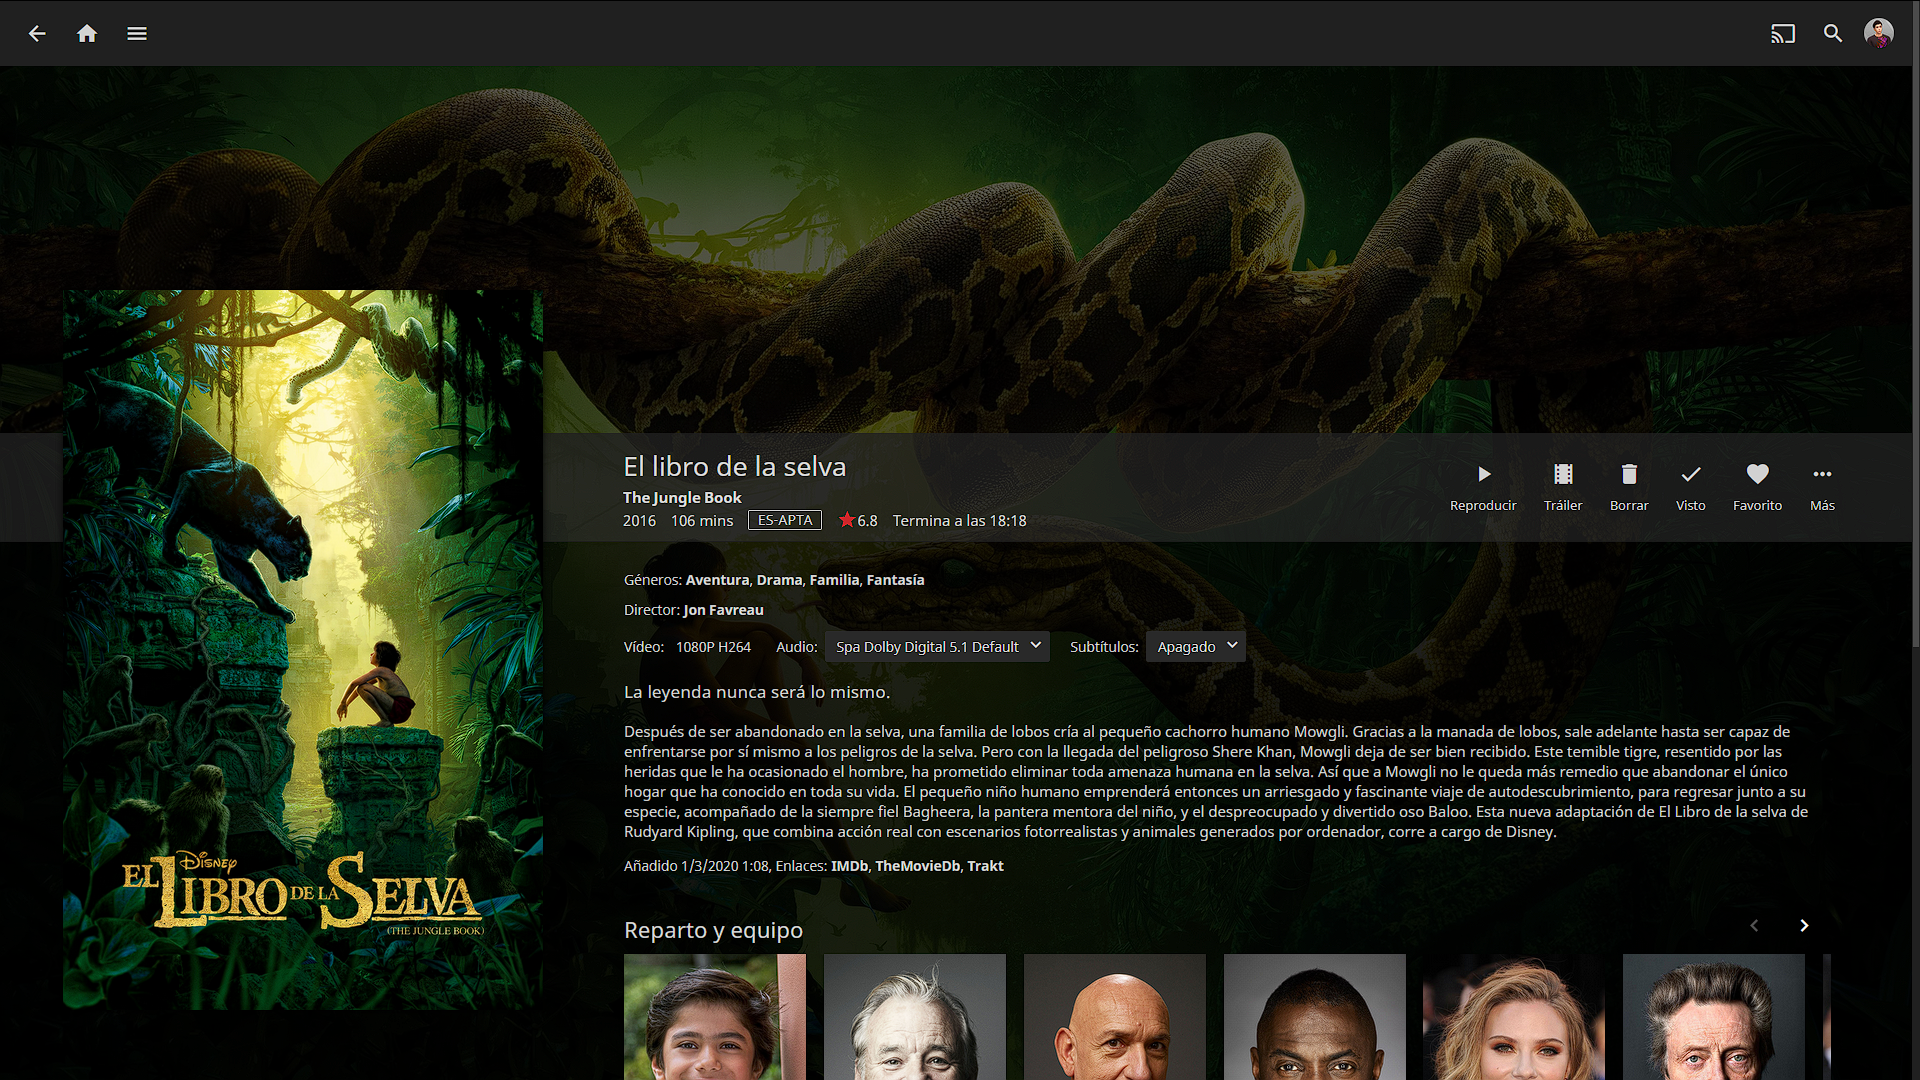 El libro de la selva
The Jungle Book
2016 106 mins ES-APTA 6.8 Termina a las 18:18
Reproducir Tráiler Borrar Visto Favorito Más
Géneros: Aventura, Drama, Familia, Fantasía
Director: Jon Favreau
Vídeo: 1080P H264 Audio: Spa Dolby Digital 5.1 Default Subtítulos: Apagado
La leyenda nunca será lo mismo.
Después de ser abandonado en la selva, una familia de lobos cría al pequeño cachorro humano Mowgli. Gracias a la manada de lobos, sale adelante hasta ser capaz de
enfrentarse por sí mismo a los peligros de la selva. Pero con la llegada del peligroso Shere Khan, Mowgli deja de ser bien recibido. Este temible tigre, resentido por las
heridas que le ha ocasionado el hombre, ha prometido eliminar toda amenaza humana en la selva. Así que a Mowgli no le queda más remedio que abandonar el único
hogar que ha conocido en toda su vida. El pequeño niño humano emprenderá entonces un arriesgado y fascinante viaje de autodescubrimiento, para regresar junto a su
especie, acompañado de la siempre fiel Bagheera, la pantera mentora del niño, y el despreocupado y divertido oso Baloo. Esta nueva adaptación de El Libro de la selva de
Rudyard Kipling, que combina acción real con escenarios fotorrealistas y animales generados por ordenador, corre a cargo de Disney.
Añadido 1/3/2020 1:08, Enlaces: IMDb, TheMovieDb, Trakt
Disney
EL LIBRO DE LA SELVA
(THE JUNGLE BOOK)
Reparto y equipo